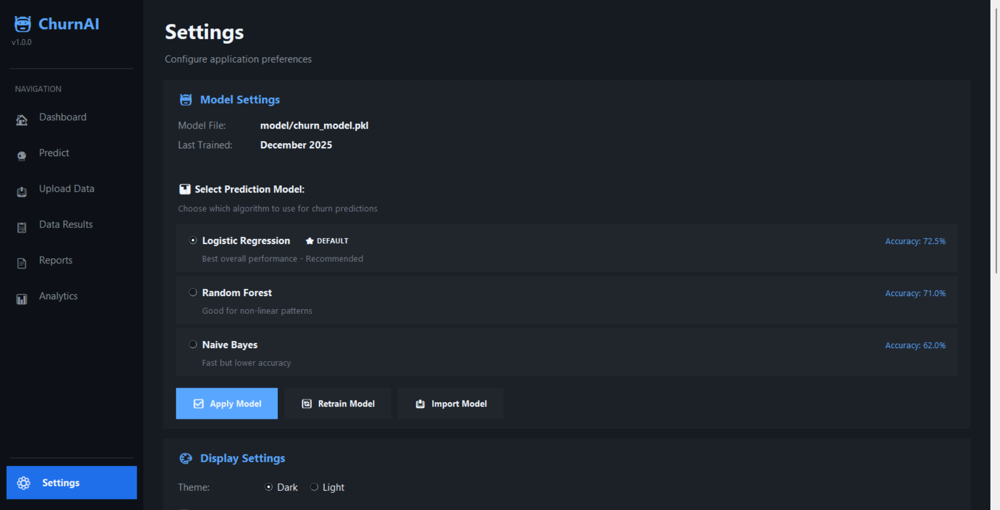 ChurnAI
v1.0.0
NAVIGATION
Dashboard
Predict
Upload Data
Data Results
Reports
Analytics
Settings
Settings
Configure application preferences
Model Settings
Model File: model/churn_model.pkl
Last Trained: December 2025
Select Prediction Model:
Choose which algorithm to use for churn predictions
Logistic Regression DEFAULT Accuracy: 72.5%
Best overall performance - Recommended
Random Forest Accuracy: 71.0%
Good for non-linear patterns
Naive Bayes Accuracy: 62.0%
Fast but lower accuracy
Apply Model Retrain Model Import Model
Display Settings
Theme: Dark Light